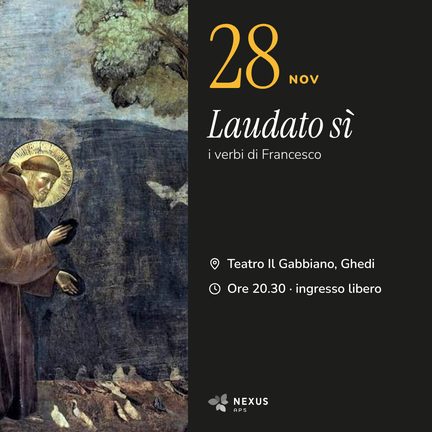 28 NOV
Laudato sì
i verbi di Francesco
Teatro Il Gabbiano, Ghedi
Ore 20.30 · ingresso libero
NEXUS
APS